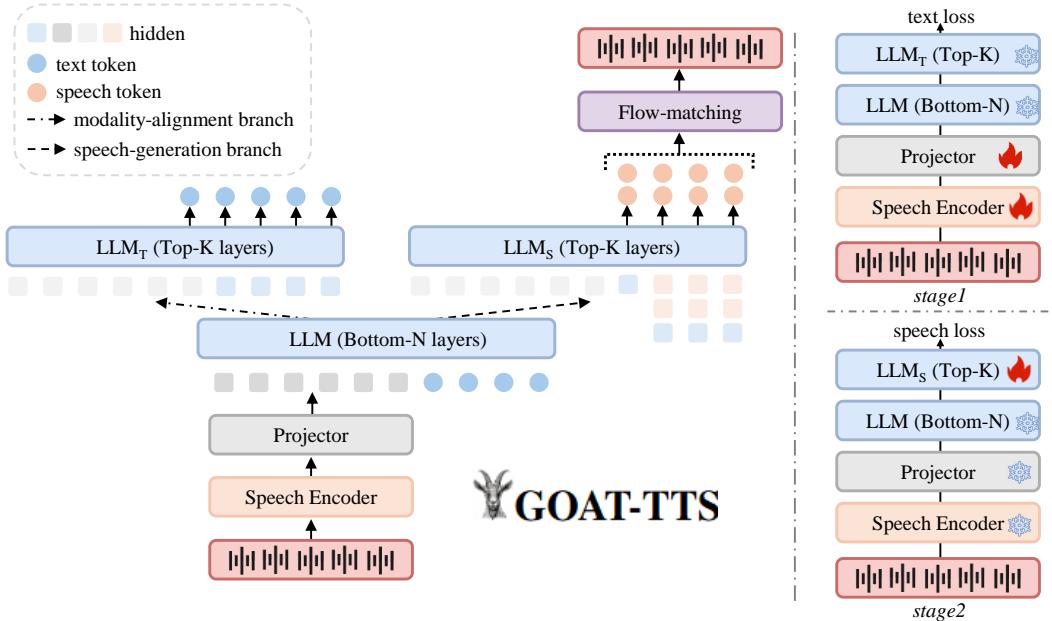 hidden
text token
speech token
modality-alignment branch
speech-generation branch
Flow-matching
LLM_T (Top-K layers)
LLM_S (Top-K layers)
LLM (Bottom-N layers)
Projector
Speech Encoder
GOAT-TTS
text loss
LLM_T (Top-K)
LLM (Bottom-N)
Projector
Speech Encoder
stage1
speech loss
LLM_S (Top-K)
LLM (Bottom-N)
Projector
Speech Encoder
stage2